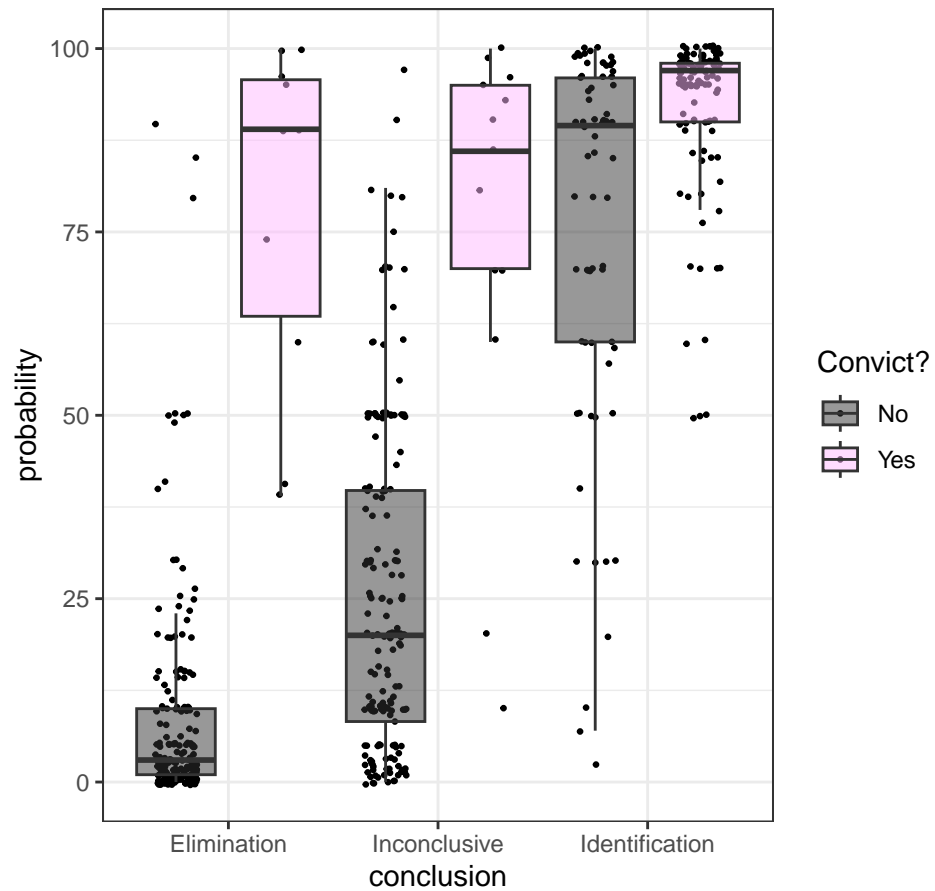 100
75
50
25
0
probability
Elimination
Inconclusive
Identification
conclusion
Convict?
No
Yes